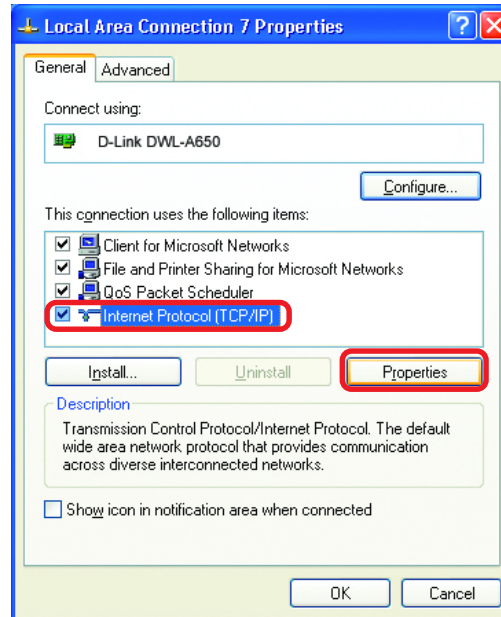 Local Area Connection 7 Properties
General
Advanced
Connect using:
D-Link DWL-A650
Configure...
This connection uses the following items:
Client for Microsoft Networks
File and Printer Sharing for Microsoft Networks
QoS Packet Scheduler
Internet Protocol (TCP/IP)
Install...
Uninstall
Properties
Description
Transmission Control Protocol/Internet Protocol. The default
wide area network protocol that provides communication
across diverse interconnected networks.
Show icon in notification area when connected
OK
Cancel